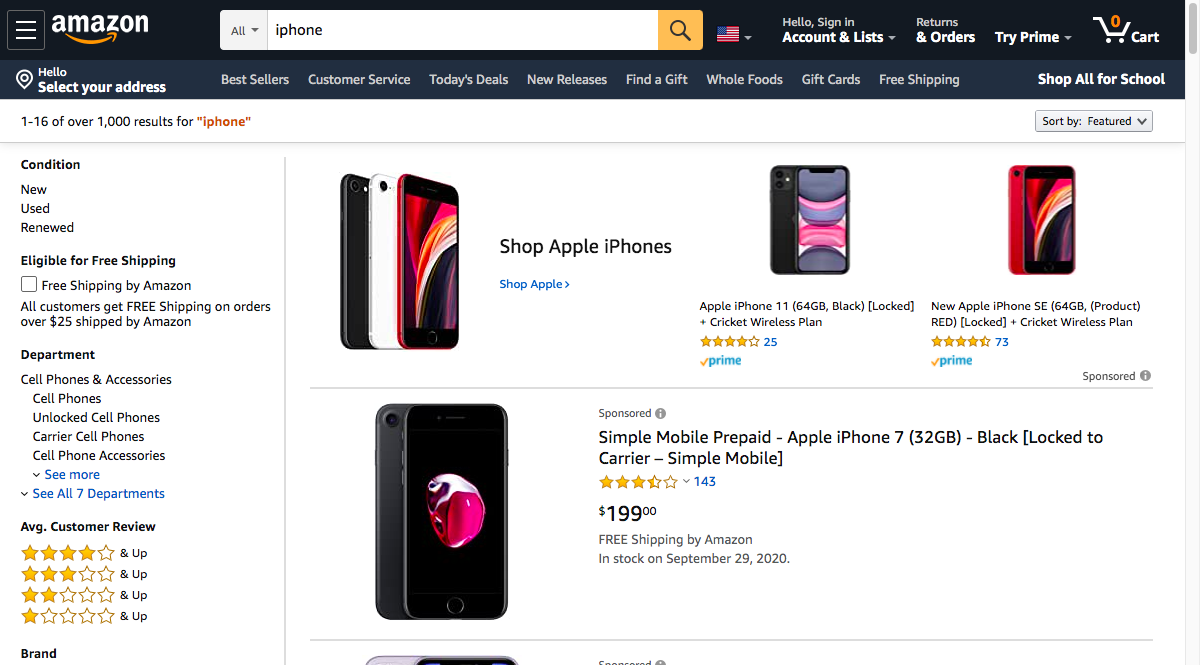 amazon
All
iphone
Hello, Sign in
Account & Lists
Returns
& Orders
Try Prime
0
Cart
Hello
Select your address
Best Sellers
Customer Service
Today's Deals
New Releases
Find a Gift
Whole Foods
Gift Cards
Free Shipping
Shop All for School
1-16 of over 1,000 results for "iphone"
Sort by: Featured
Condition
New
Used
Renewed
Eligible for Free Shipping
Free Shipping by Amazon
All customers get FREE Shipping on orders
over $25 shipped by Amazon
Department
Cell Phones & Accessories
Cell Phones
Unlocked Cell Phones
Carrier Cell Phones
Cell Phone Accessories
See more
See All 7 Departments
Avg. Customer Review
& Up
& Up
& Up
& Up
Brand
Shop Apple iPhones
Shop Apple ›
Apple iPhone 11 (64GB, Black) [Locked]
+ Cricket Wireless Plan
25
prime
New Apple iPhone SE (64GB, (Product)
RED) [Locked] + Cricket Wireless Plan
73
prime
Sponsored
Sponsored
Simple Mobile Prepaid - Apple iPhone 7 (32GB) - Black [Locked to
Carrier – Simple Mobile]
143
$19900
FREE Shipping by Amazon
In stock on September 29, 2020.
Sponsored